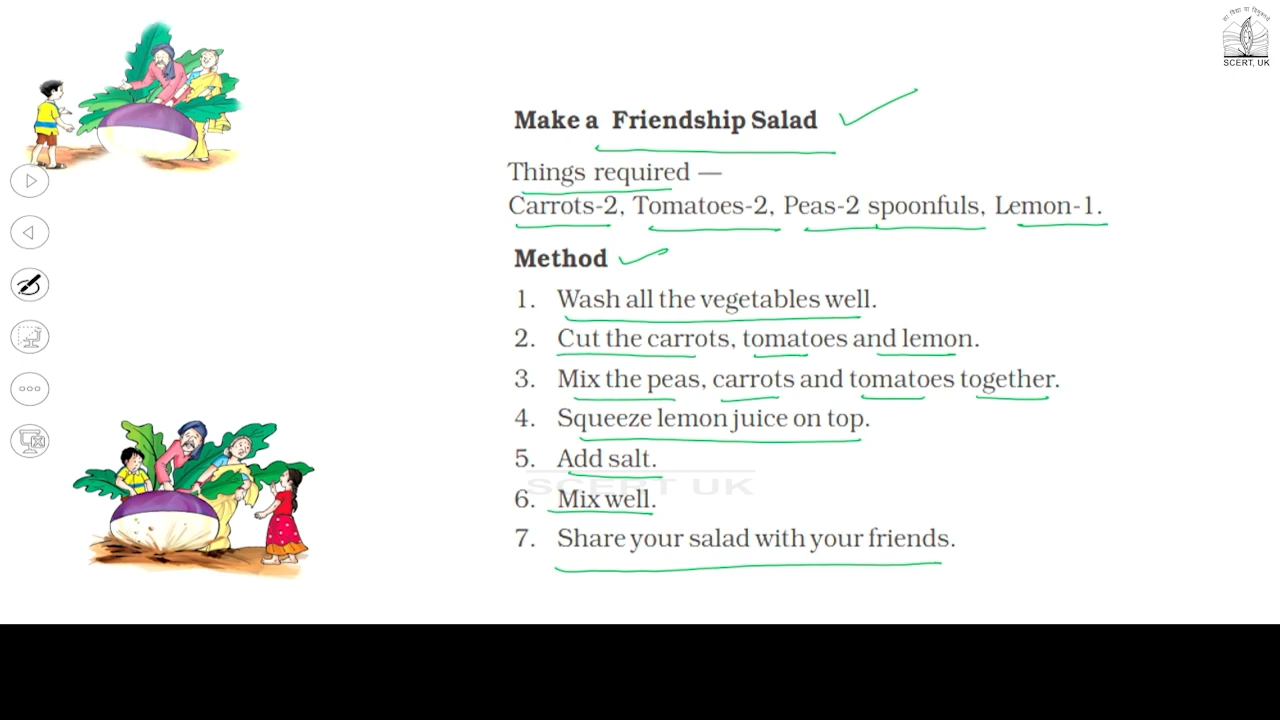 सा विद्या या विमुक्तये
SCERT, UK
Make a Friendship Salad
Things required —
Carrots-2, Tomatoes-2, Peas-2 spoonfuls, Lemon-1.
Method
1. Wash all the vegetables well.
2. Cut the carrots, tomatoes and lemon.
3. Mix the peas, carrots and tomatoes together.
4. Squeeze lemon juice on top.
5. Add salt.
SCERT UK
6. Mix well.
7. Share your salad with your friends.